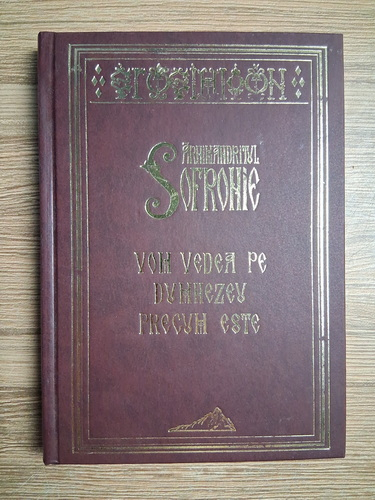 ARHIMANDRITUL
SOFRONIE
VOM VEDEA PE
DUMNEZEU
PRECUM ESTE